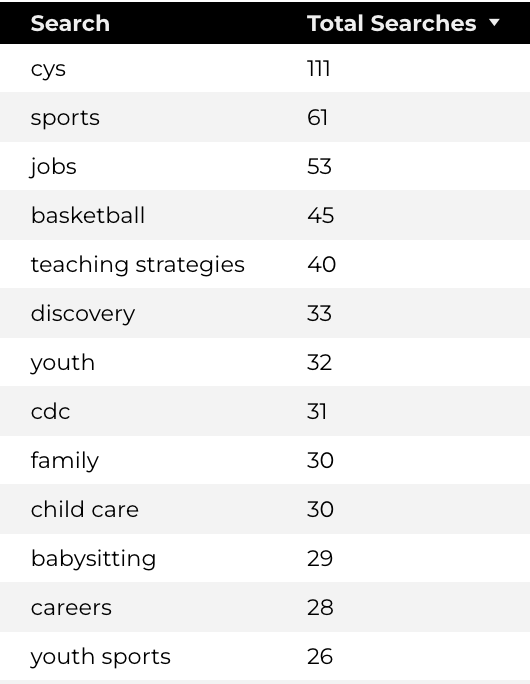 Search Total Searches ▼
cys 111
sports 61
jobs 53
basketball 45
teaching strategies 40
discovery 33
youth 32
cdc 31
family 30
child care 30
babysitting 29
careers 28
youth sports 26